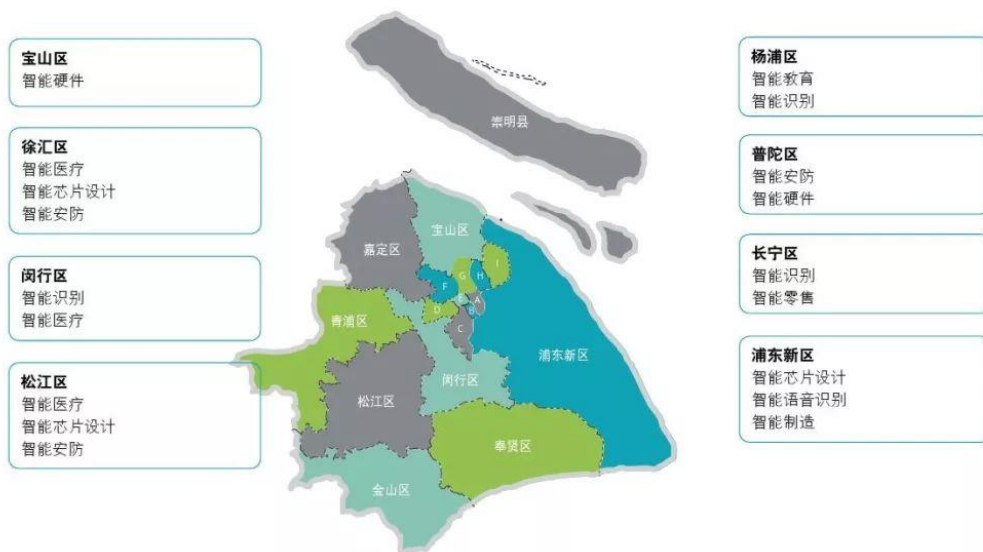 宝山区
智能硬件
徐汇区
智能医疗
智能芯片设计
智能安防
闵行区
智能识别
智能医疗
松江区
智能医疗
智能芯片设计
智能安防
崇明县
嘉定区
宝山区
G
H
I
F
E
A
D
B
C
青浦区
浦东新区
闵行区
松江区
奉贤区
金山区
杨浦区
智能教育
智能识别
普陀区
智能安防
智能硬件
长宁区
智能识别
智能零售
浦东新区
智能芯片设计
智能语音识别
智能制造